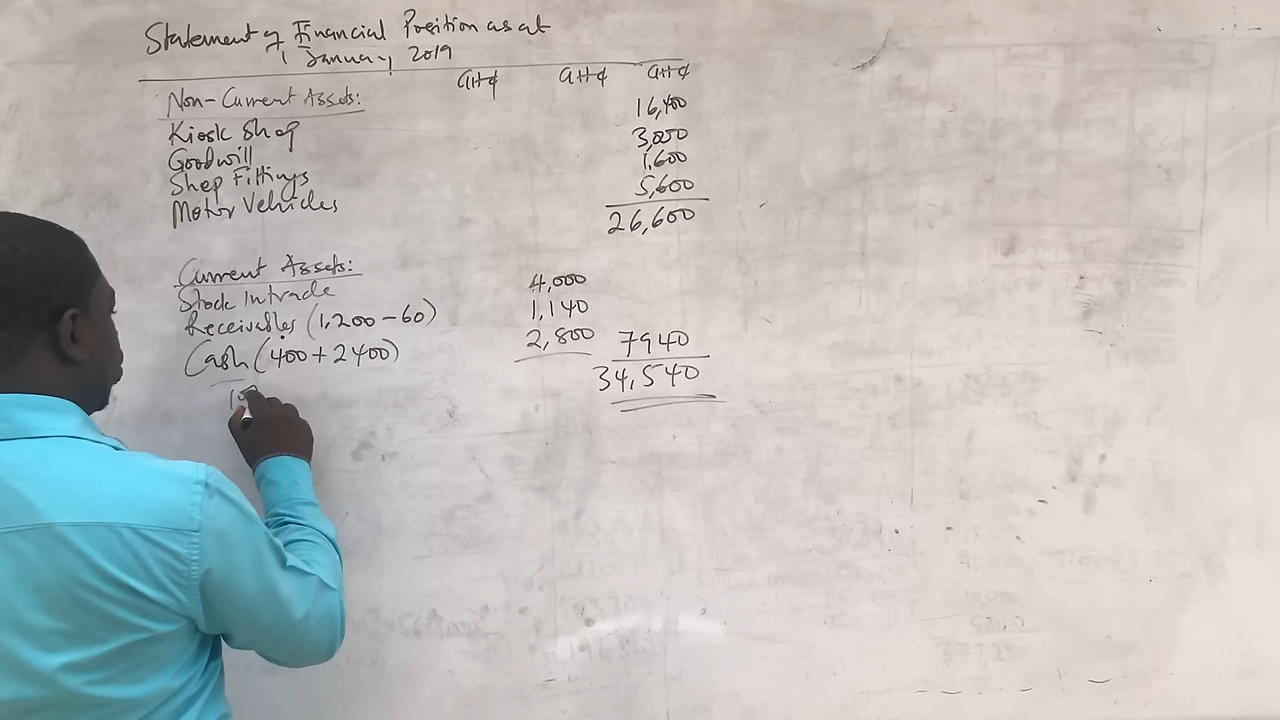 Statement of Financial Position as at
1 January 2019
GH¢ GH¢ GH¢
Non-Current Assets:
Kiosk Shop 16,400
Goodwill 3,000
Shop Fittings 1,600
Motor Vehicles 5,600
26,600
Current Assets:
Stock Intrade 4,000
Receivables (1,200 - 60) 1,140
Cash (400 + 2400) 2,800 7940
34,540